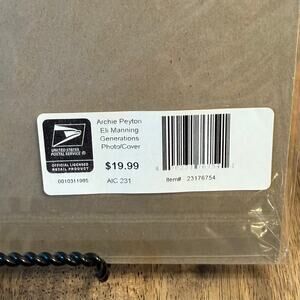 Archie Peyton
Eli Manning
Generations
Photo/Cover
UNITED STATES
POSTAL SERVICE ®
OFFICIAL LICENSED
RETAIL PRODUCT
$19.99
0010311985
AIC 231
Item# 23176754